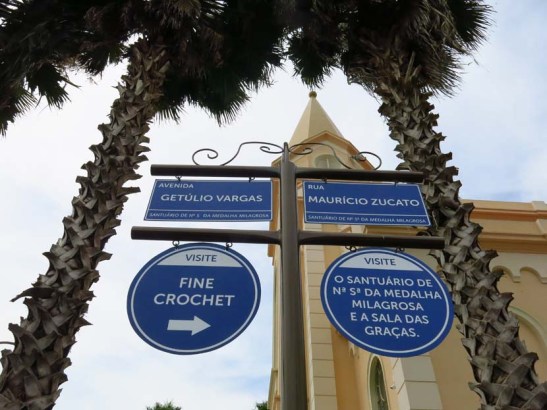 AVENIDA
GETÚLIO VARGAS
SANTUÁRIO DE Nª Sª DA MEDALHA MILAGROSA
RUA
MAURÍCIO ZUCATO
SANTUÁRIO DE Nª Sª DA MEDALHA MILAGROSA
VISITE
FINE
CROCHET
VISITE
O SANTUÁRIO DE
Nª Sª DA MEDALHA
MILAGROSA
E A SALA DAS
GRAÇAS.